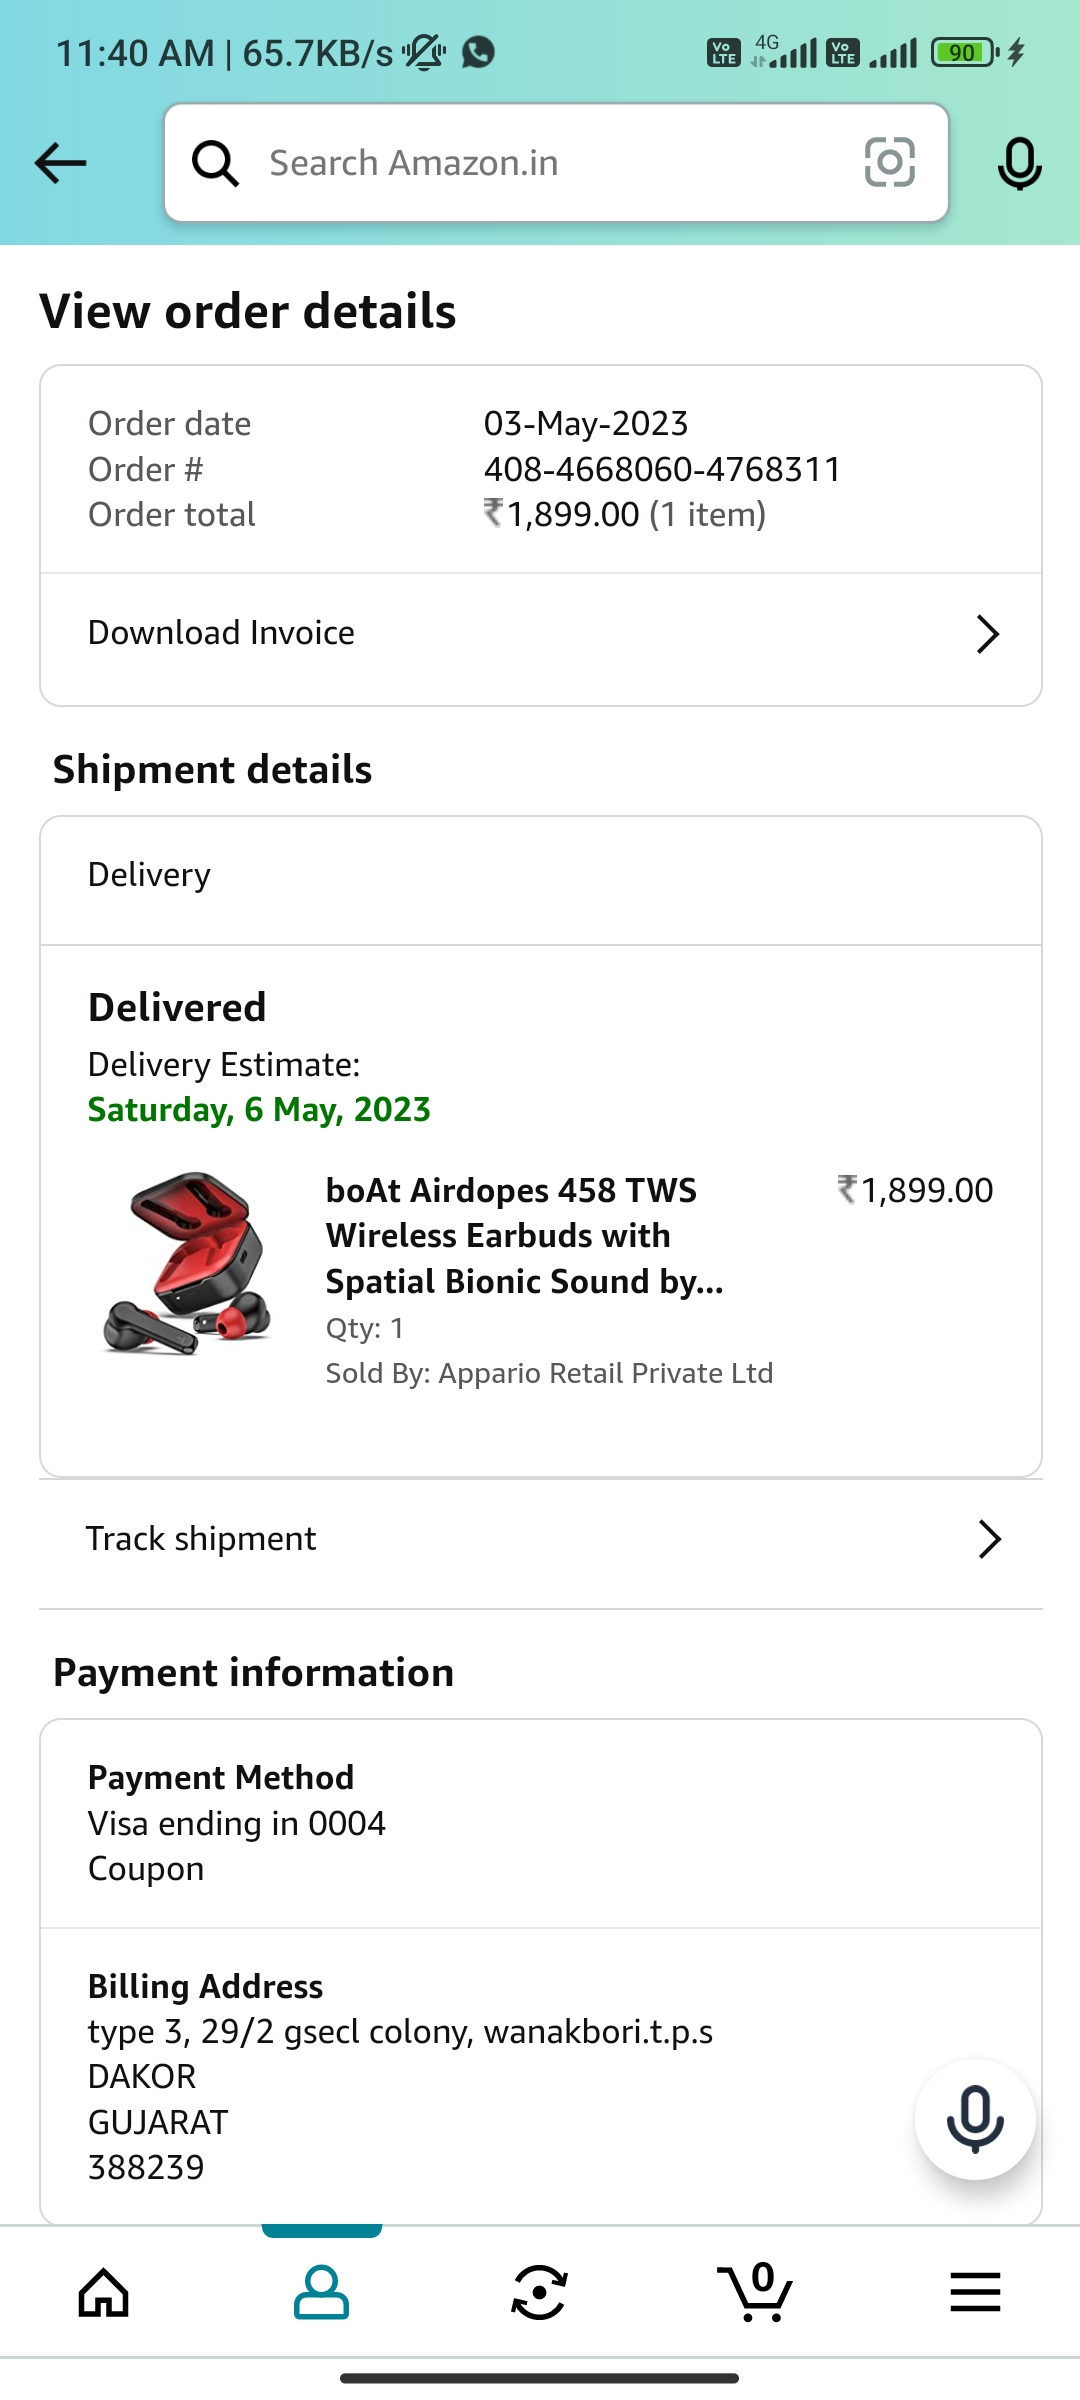 11:40 AM | 65.7KB/s
Vo LTE 4G Vo LTE 90
Search Amazon.in
View order details
Order date 03-May-2023
Order # 408-4668060-4768311
Order total ₹1,899.00 (1 item)
Download Invoice
Shipment details
Delivery
Delivered
Delivery Estimate:
Saturday, 6 May, 2023
boAt Airdopes 458 TWS ₹1,899.00
Wireless Earbuds with
Spatial Bionic Sound by...
Qty: 1
Sold By: Appario Retail Private Ltd
Track shipment
Payment information
Payment Method
Visa ending in 0004
Coupon
Billing Address
type 3, 29/2 gsecl colony, wanakbori.t.p.s
DAKOR
GUJARAT
388239
0